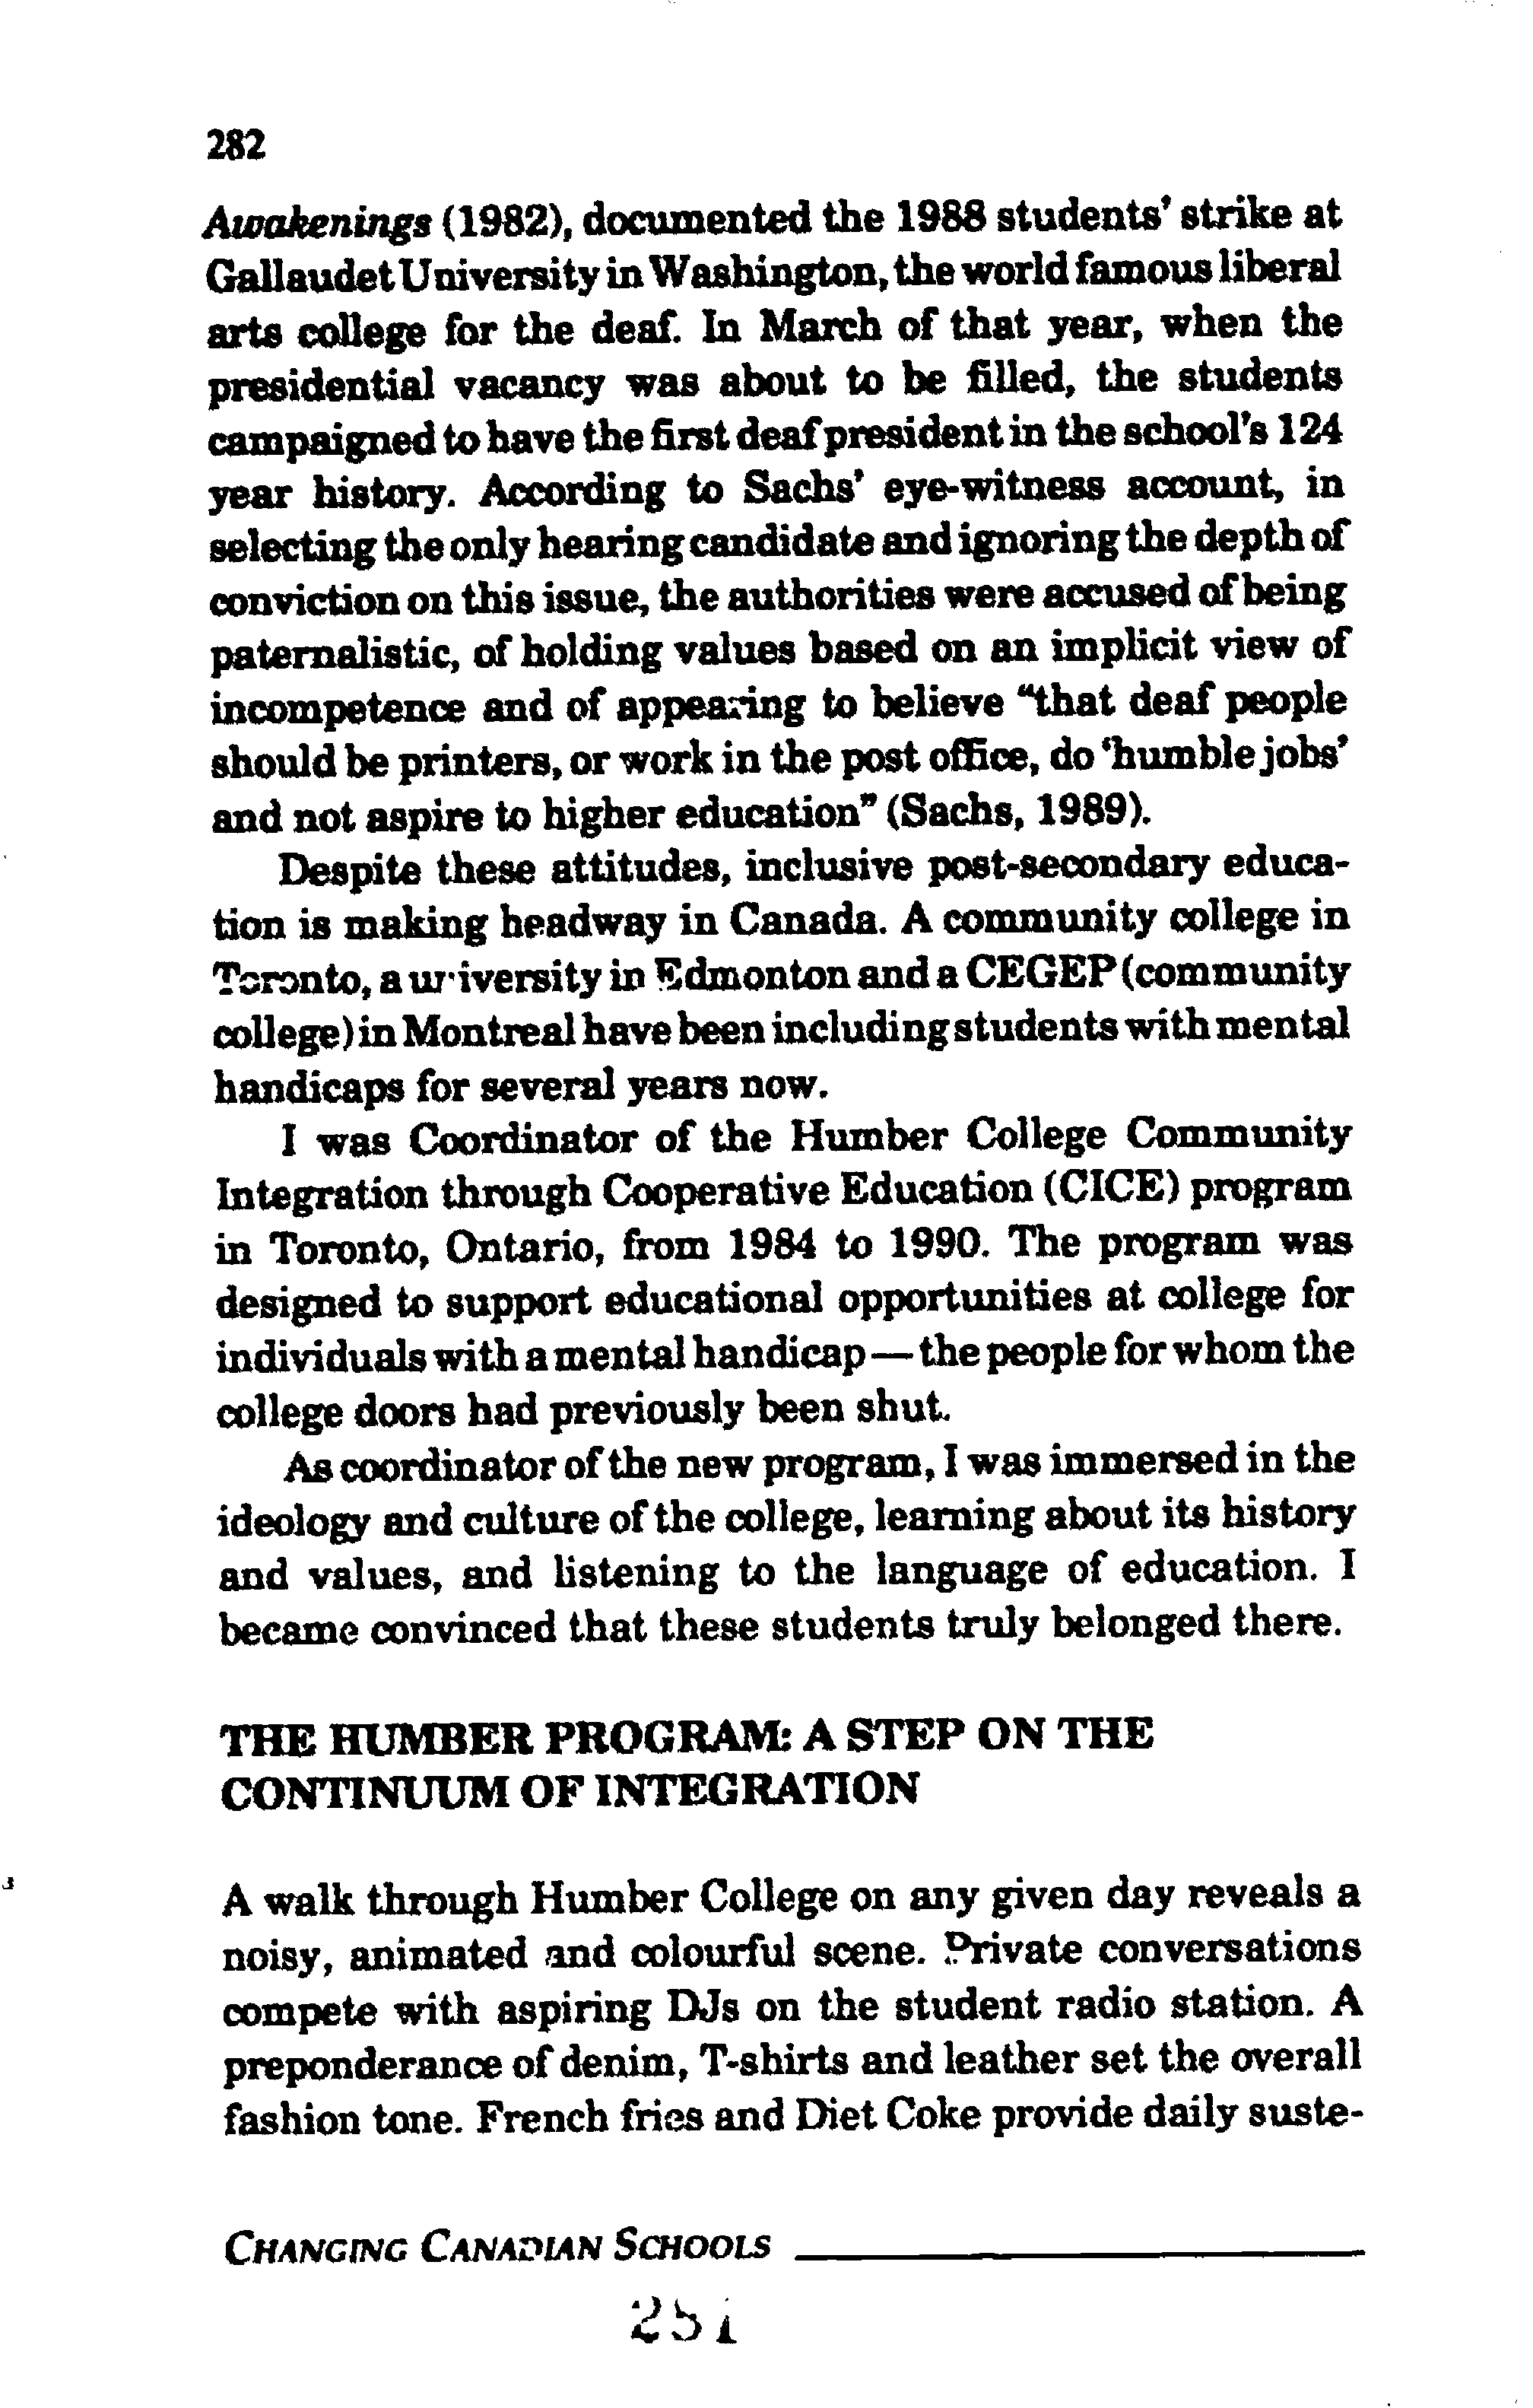 282
Awakenings (1982), documented the 1988 students' strike at
Gallaudet University in Washington, the world famous liberal
arts college for the deaf. In March of that year, when the
presidential vacancy was about to be filled, the students
campaigned to have the first deaf president in the school's 124
year history. According to Sachs' eye-witness account, in
selecting the only hearing candidate and ignoring the depth of
conviction on this issue, the authorities were accused of being
paternalistic, of holding values based on an implicit view of
incompetence and of appearing to believe "that deaf people
should be printers, or work in the post office, do 'humble jobs'
and not aspire to higher education" (Sachs, 1989).
Despite these attitudes, inclusive post-secondary educa-
tion is making headway in Canada. A community college in
Toronto, a university in Edmonton and a CEGEP (community
college) in Montreal have been including students with mental
handicaps for several years now.
I was Coordinator of the Humber College Community
Integration through Cooperative Education (CICE) program
in Toronto, Ontario, from 1984 to 1990. The program was
designed to support educational opportunities at college for
individuals with a mental handicap — the people for whom the
college doors had previously been shut.
As coordinator of the new program, I was immersed in the
ideology and culture of the college, learning about its history
and values, and listening to the language of education. I
became convinced that these students truly belonged there.
THE HUMBER PROGRAM: A STEP ON THE
CONTINUUM OF INTEGRATION
A walk through Humber College on any given day reveals a
noisy, animated and colourful scene. Private conversations
compete with aspiring DJs on the student radio station. A
preponderance of denim, T-shirts and leather set the overall
fashion tone. French fries and Diet Coke provide daily suste-
CHANGING CANADIAN SCHOOLS
251